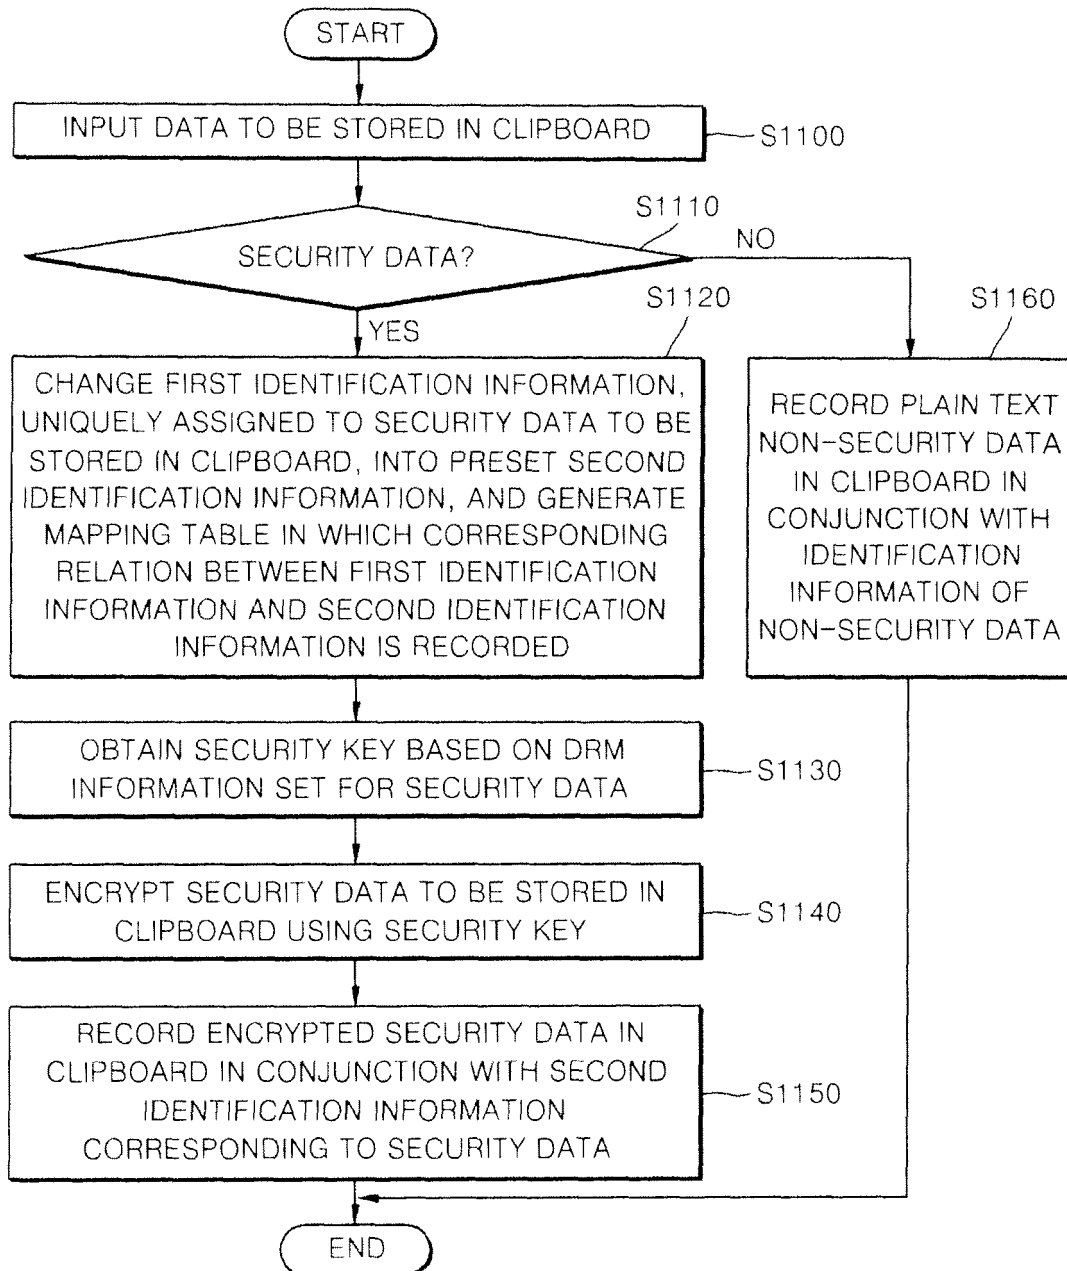 START
INPUT DATA TO BE STORED IN CLIPBOARD
S1100
S1110
SECURITY DATA?
NO
YES
S1120
S1160
CHANGE FIRST IDENTIFICATION INFORMATION,
UNIQUELY ASSIGNED TO SECURITY DATA TO BE
STORED IN CLIPBOARD, INTO PRESET SECOND
IDENTIFICATION INFORMATION, AND GENERATE
MAPPING TABLE IN WHICH CORRESPONDING
RELATION BETWEEN FIRST IDENTIFICATION
INFORMATION AND SECOND IDENTIFICATION
INFORMATION IS RECORDED
RECORD PLAIN TEXT
NON-SECURITY DATA
IN CLIPBOARD IN
CONJUNCTION WITH
IDENTIFICATION
INFORMATION OF
NON-SECURITY DATA
OBTAIN SECURITY KEY BASED ON DRM
INFORMATION SET FOR SECURITY DATA
S1130
ENCRYPT SECURITY DATA TO BE STORED IN
CLIPBOARD USING SECURITY KEY
S1140
RECORD ENCRYPTED SECURITY DATA IN
CLIPBOARD IN CONJUNCTION WITH SECOND
IDENTIFICATION INFORMATION
CORRESPONDING TO SECURITY DATA
S1150
END